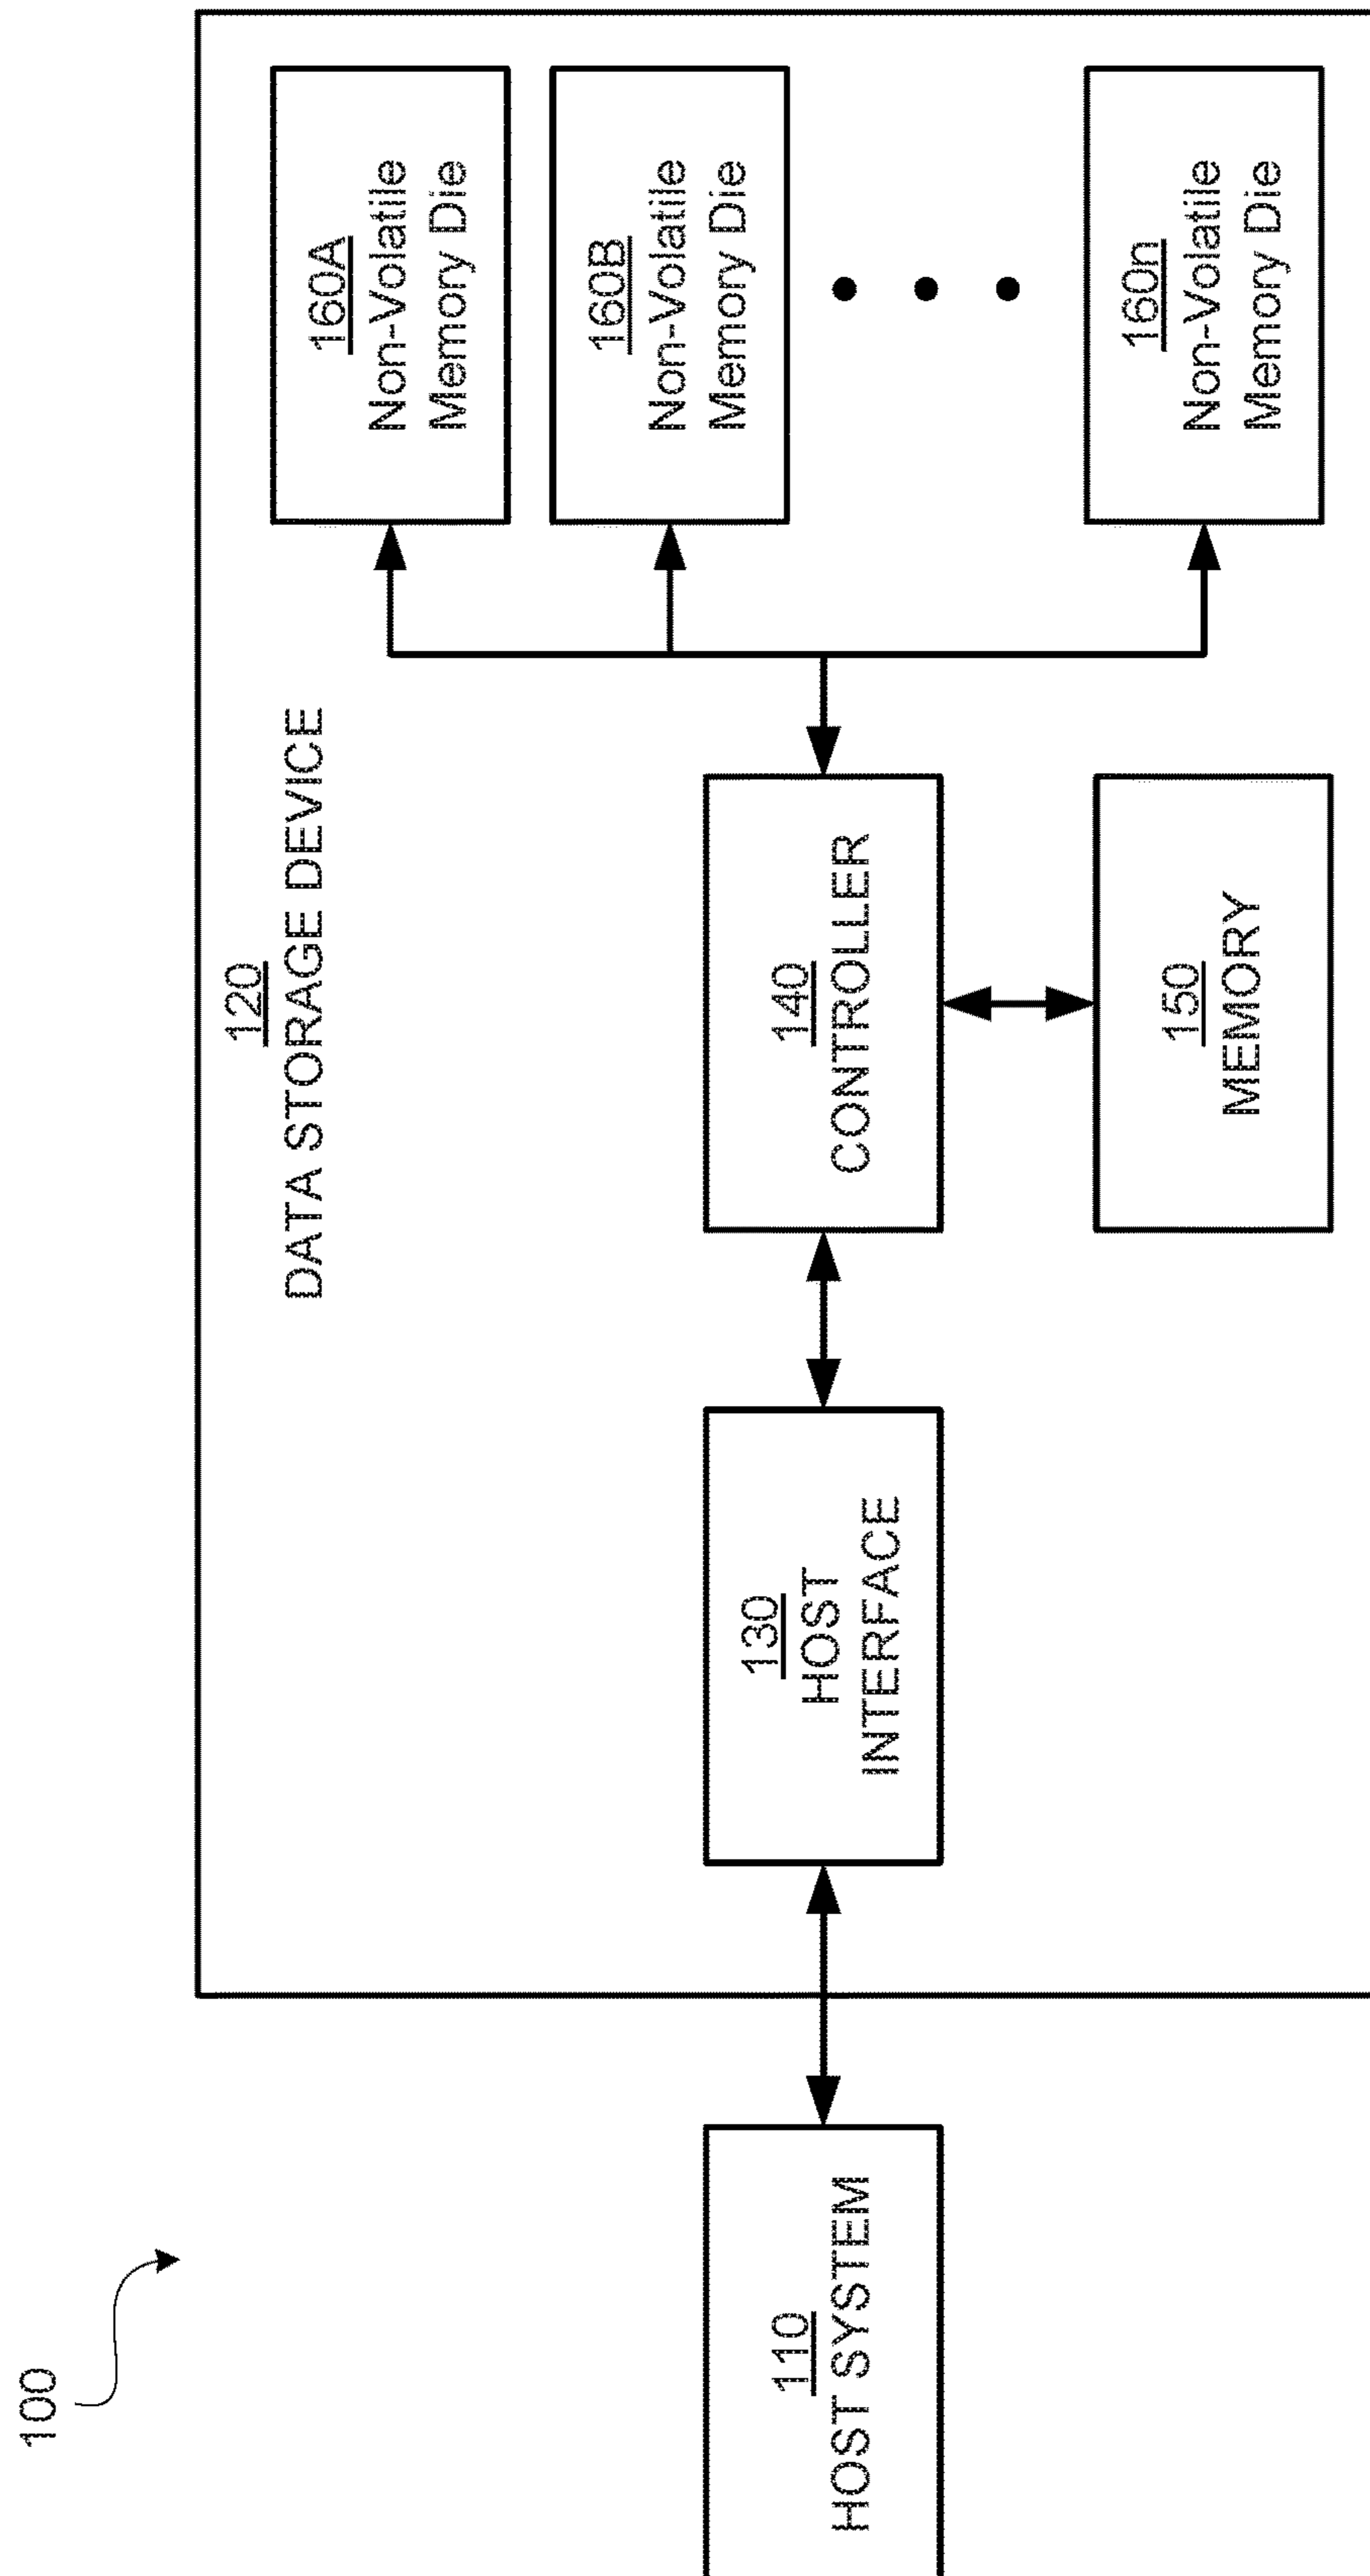 100
110
HOST SYSTEM
120
DATA STORAGE DEVICE
130
HOST
INTERFACE
140
CONTROLLER
150
MEMORY
160A
Non-Volatile
Memory Die
160B
Non-Volatile
Memory Die
160n
Non-Volatile
Memory Die